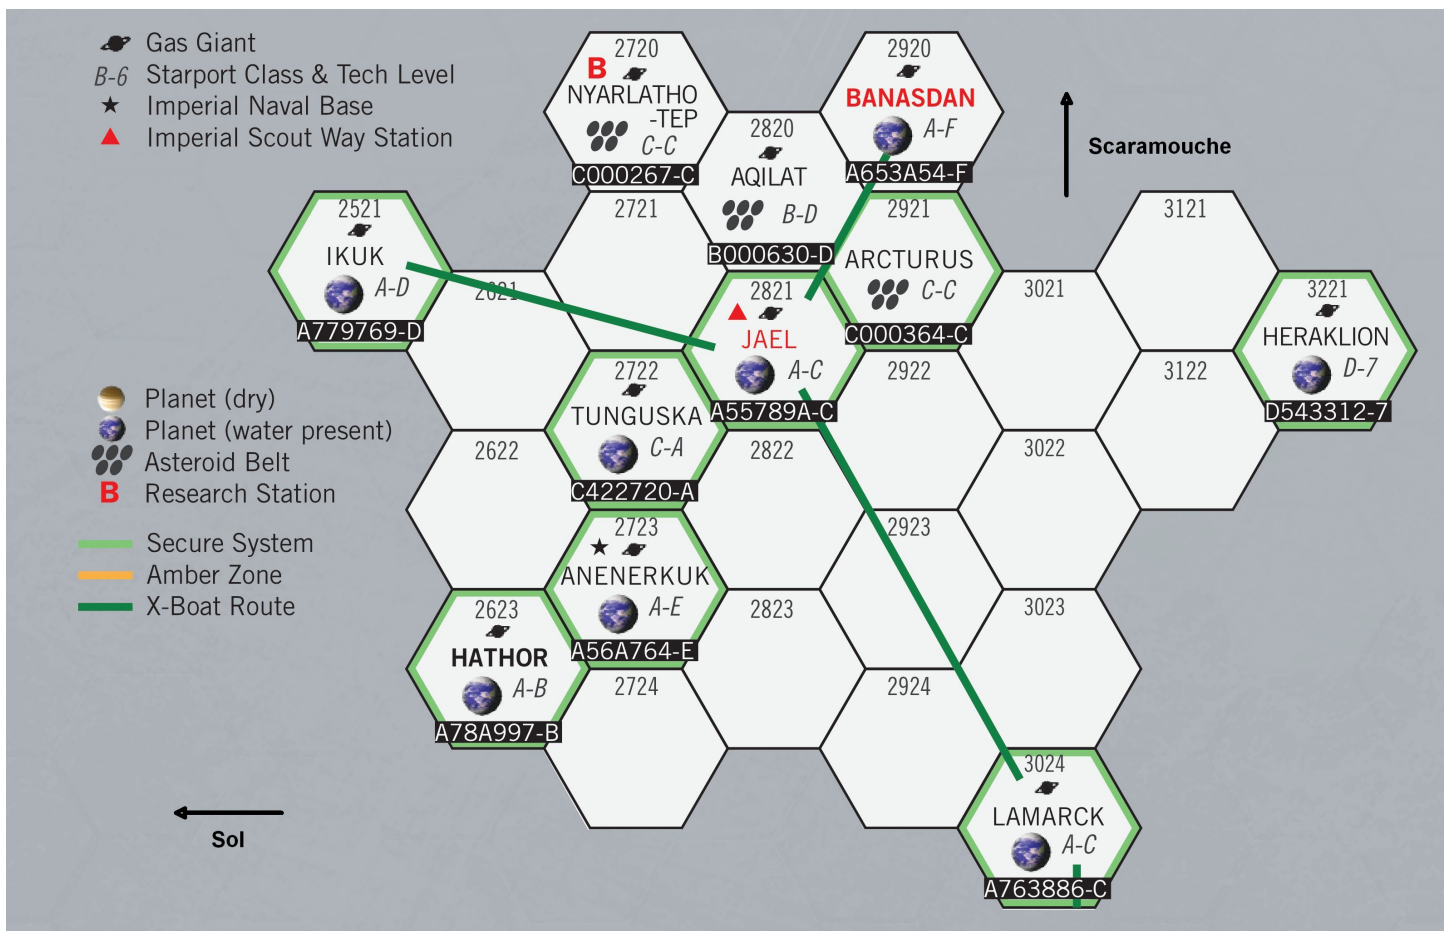 Gas Giant
B-6 Starport Class & Tech Level
Imperial Naval Base
Imperial Scout Way Station
2720
B
NYARLATHO
-TEP
C-C
C000267-C
2920
BANASDAN
A-F
A653A54-F
Scaramouche
2820
AQILAT
B-D
B000630-D
2521
IKUK
A-D
A779769-D
2721
2921
ARCTURUS
C-C
C000364-C
3121
2621
2821
JAEL
A-C
A55789A-C
3021
3221
HERAKLION
D-7
D543312-7
Planet (dry)
Planet (water present)
Asteroid Belt
B Research Station
Secure System
Amber Zone
X-Boat Route
2722
TUNGUSKA
C-A
C422720-A
2922
3122
2622
2822
3022
2723
ANENERKUK
A-E
A56A764-E
2923
2623
HATHOR
A-B
A78A997-B
2823
3023
2724
2924
3024
LAMARCK
A-C
A763886-C
Sol